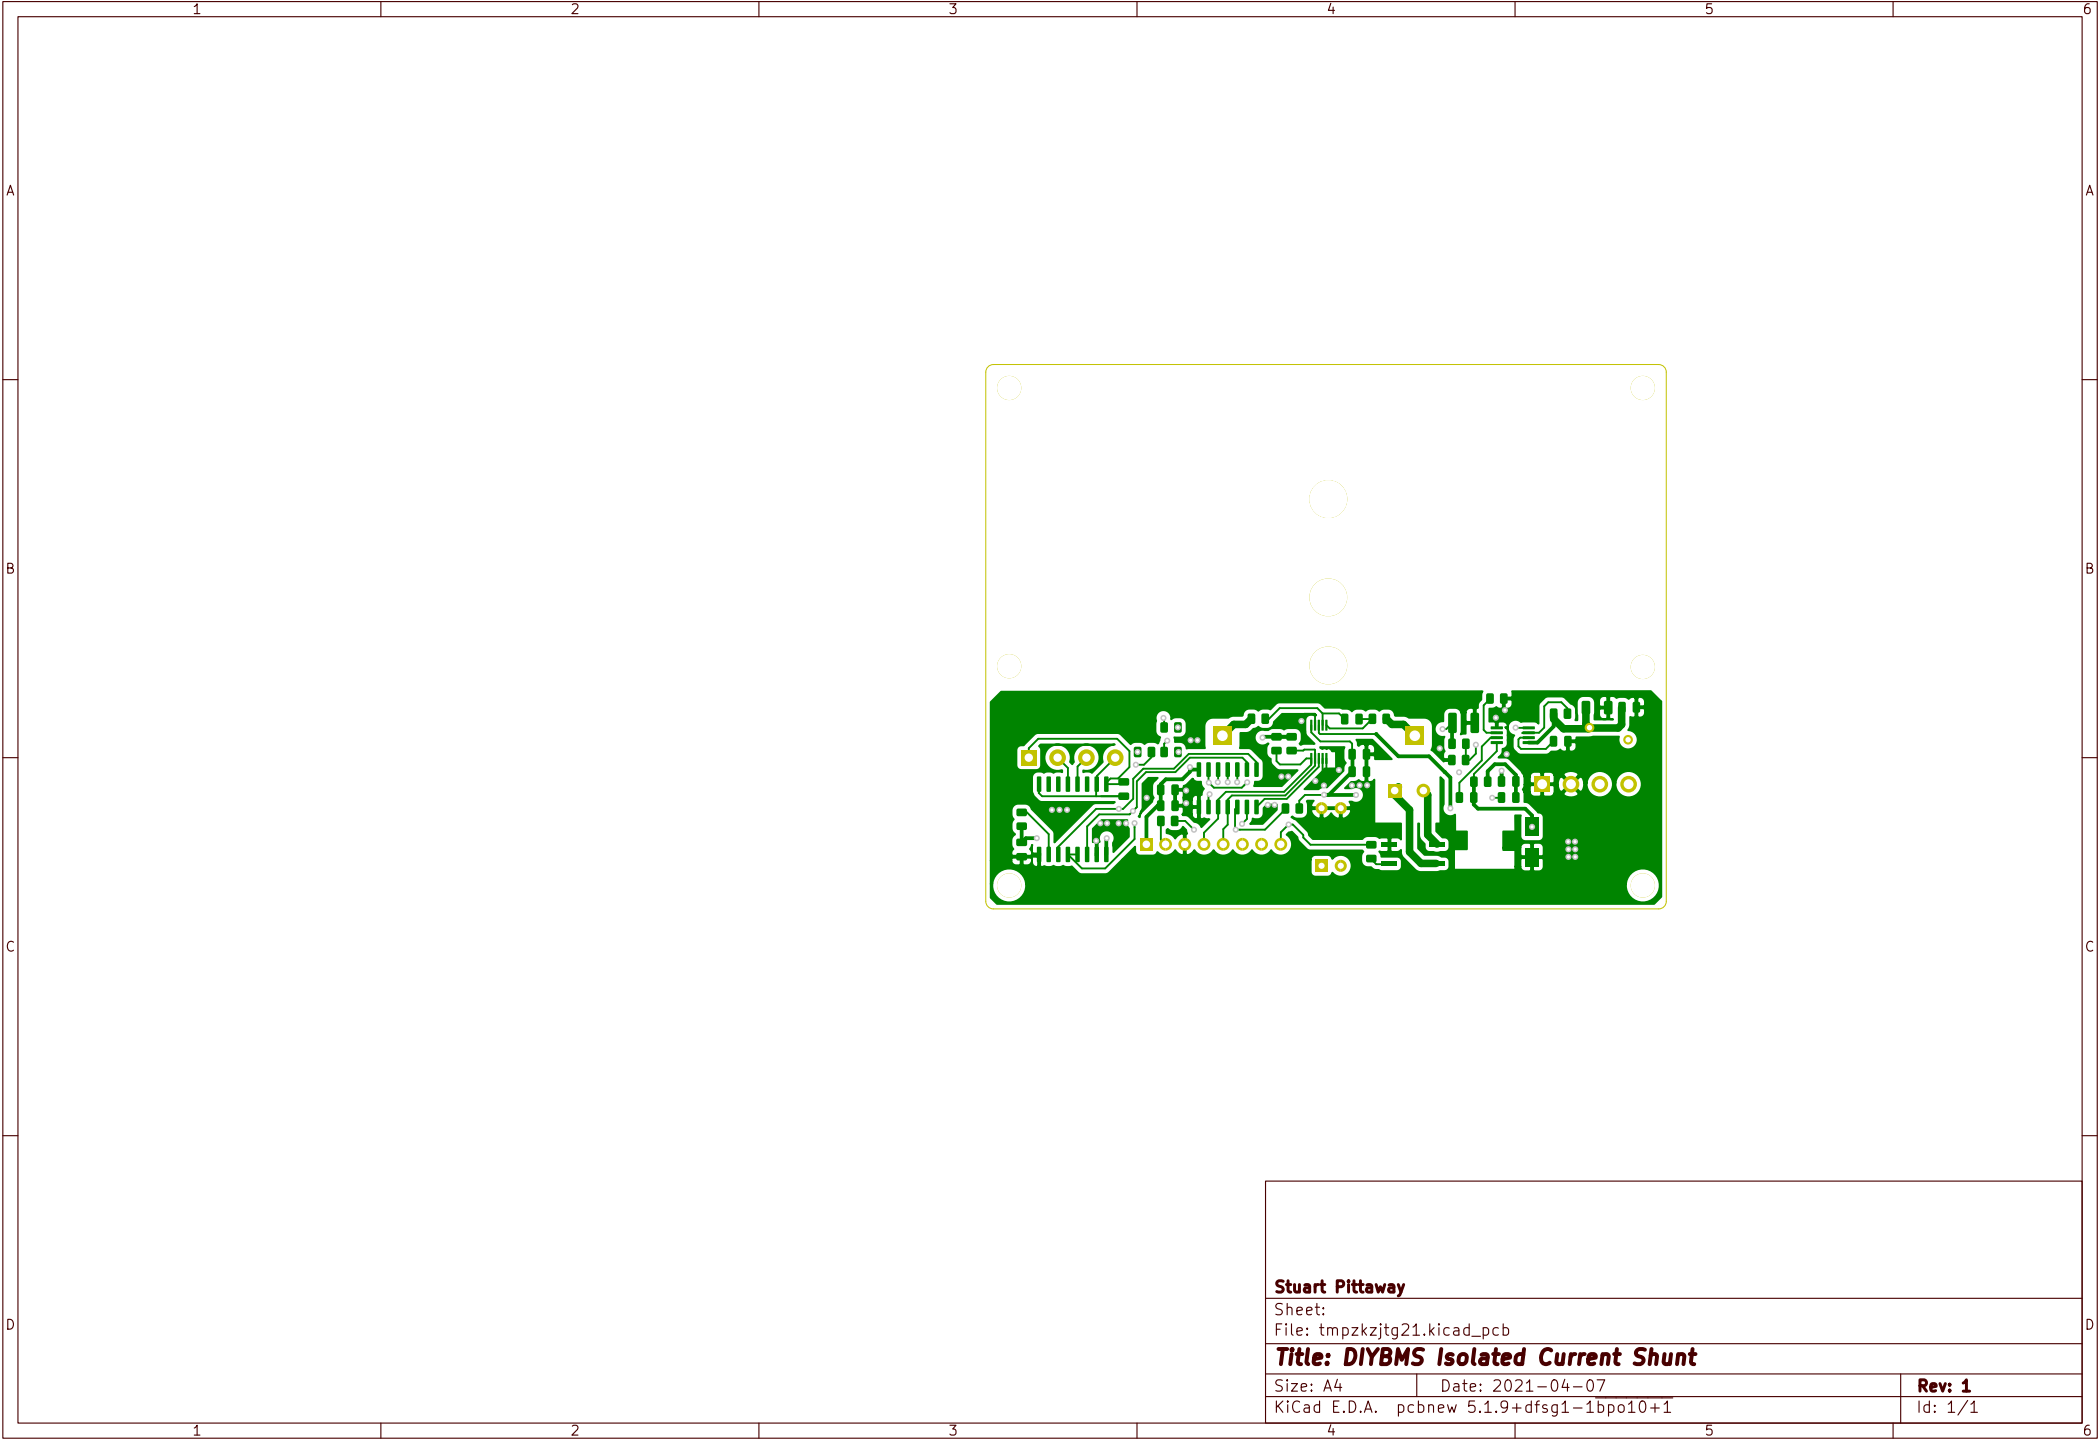 1 2 3 4 5 6
A A
B B
C C
D D
Stuart Pittaway
Sheet:
File: tmpzkzjtg21.kicad_pcb
Title: DIYBMS Isolated Current Shunt
Size: A4 Date: 2021-04-07 Rev: 1
KiCad E.D.A. pcbnew 5.1.9+dfsg1-1bpo10+1 Id: 1/1
1 2 3 4 5 6